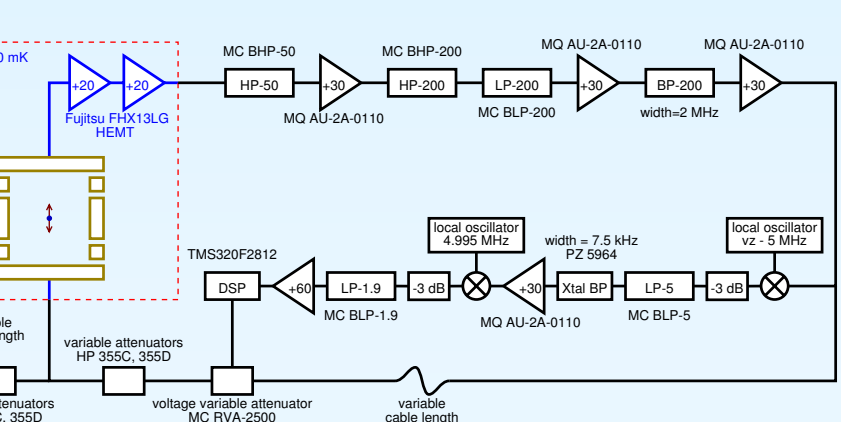 MC BHP-50
MC BHP-200
MQ AU-2A-0110
MQ AU-2A-0110
0 mK
+20
+20
HP-50
+30
HP-200
LP-200
+30
BP-200
+30
Fujitsu FHX13LG
HEMT
MQ AU-2A-0110
MC BLP-200
width=2 MHz
local oscillator
4.995 MHz
local oscillator
vz - 5 MHz
width = 7.5 kHz
PZ 5964
TMS320F2812
DSP
+60
LP-1.9
-3 dB
+30
Xtal BP
LP-5
-3 dB
MC BLP-1.9
MQ AU-2A-0110
MC BLP-5
variable attenuators
HP 355C, 355D
voltage variable attenuator
MC RVA-2500
variable
cable length
355D